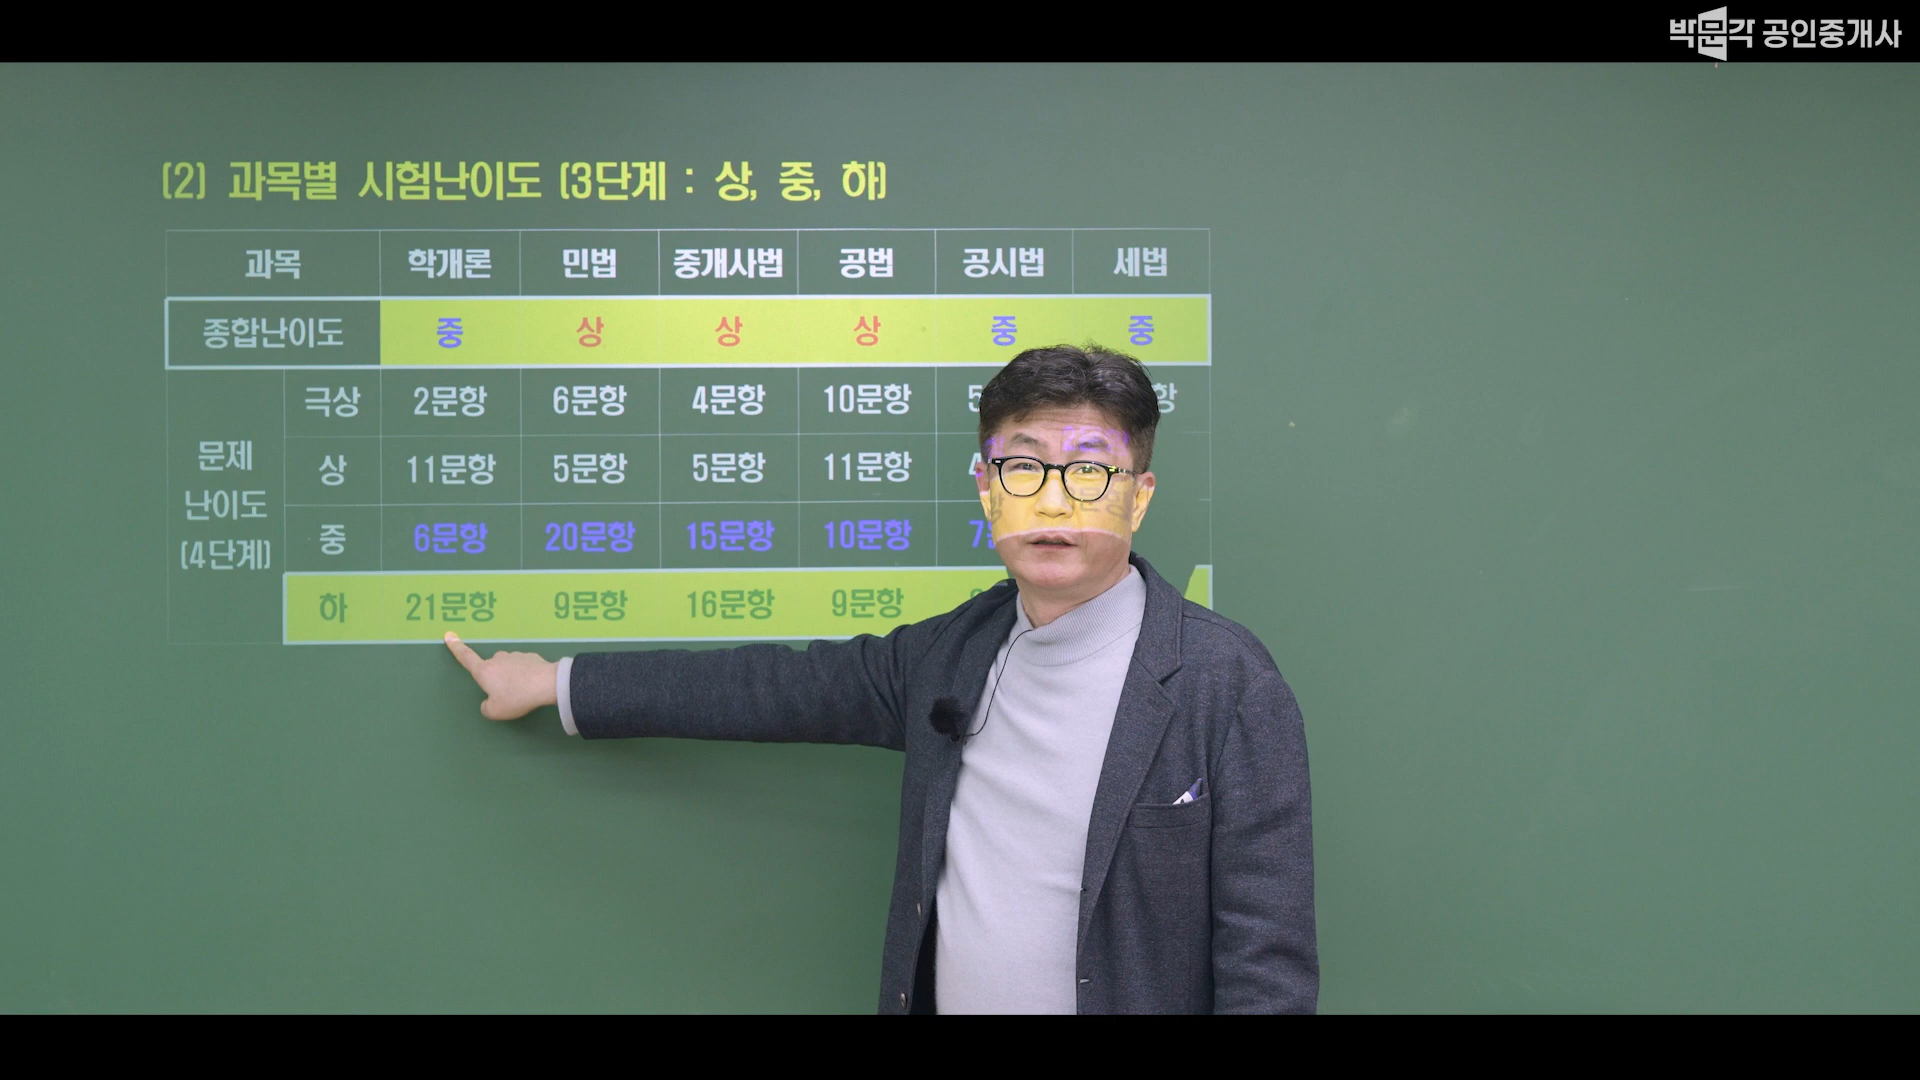 박문각 공인중개사
(2) 과목별 시험난이도 (3단계 : 상, 중, 하)
과목 학개론 민법 중개사법 공법 공시법 세법
종합난이도 중 상 상 상 중 중
문제 난이도 (4단계)
극상 2문항 6문항 4문항 10문항
상 11문항 5문항 5문항 11문항
중 6문항 20문항 15문항 10문항
하 21문항 9문항 16문항 9문항